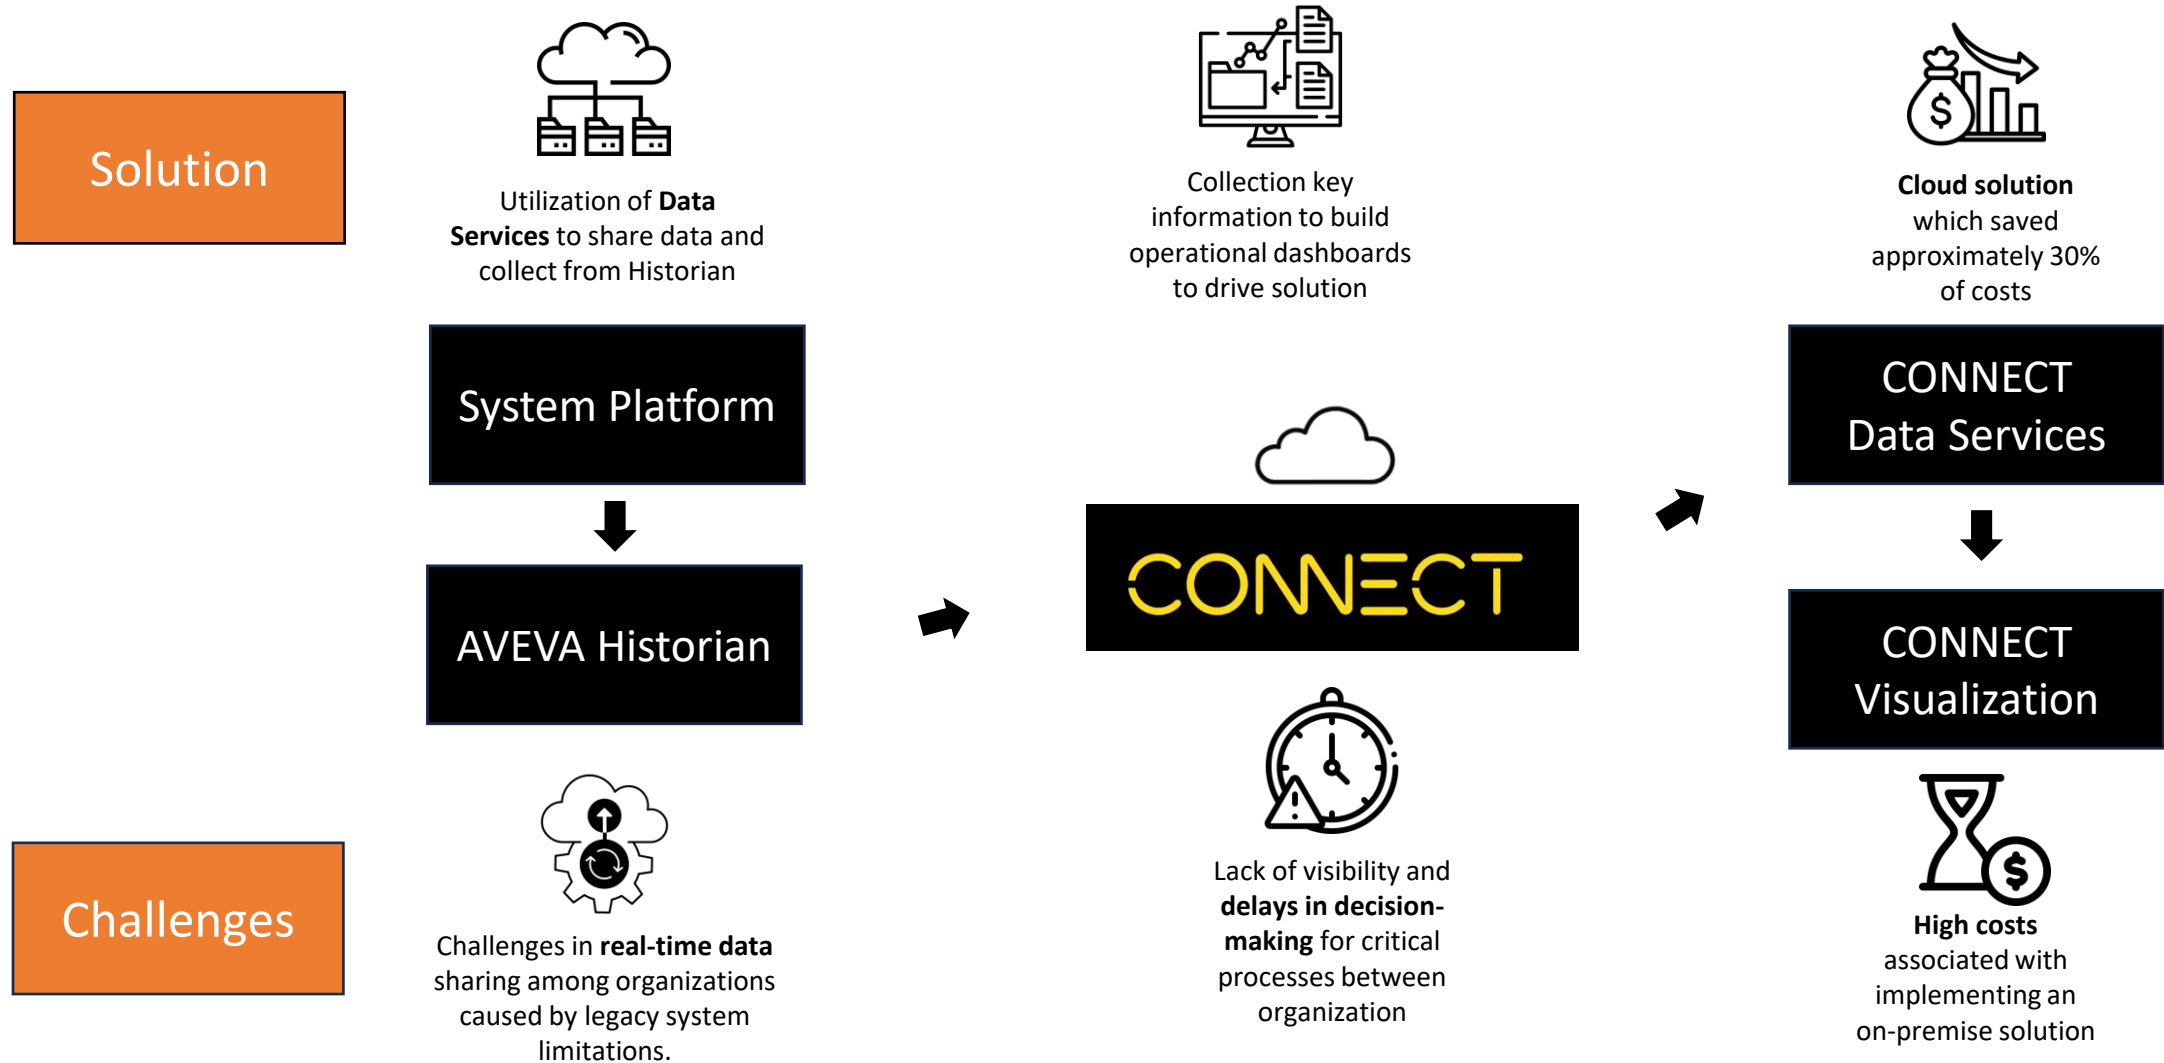 Solution
Utilization of Data
Services to share data and
collect from Historian
Collection key
information to build
operational dashboards
to drive solution
Cloud solution
which saved
approximately 30%
of costs
System Platform
AVEVA Historian
CONNECT
CONNECT
Data Services
CONNECT
Visualization
Challenges
Challenges in real-time data
sharing among organizations
caused by legacy system
limitations.
Lack of visibility and
delays in decision-
making for critical
processes between
organization
High costs
associated with
implementing an
on-premise solution